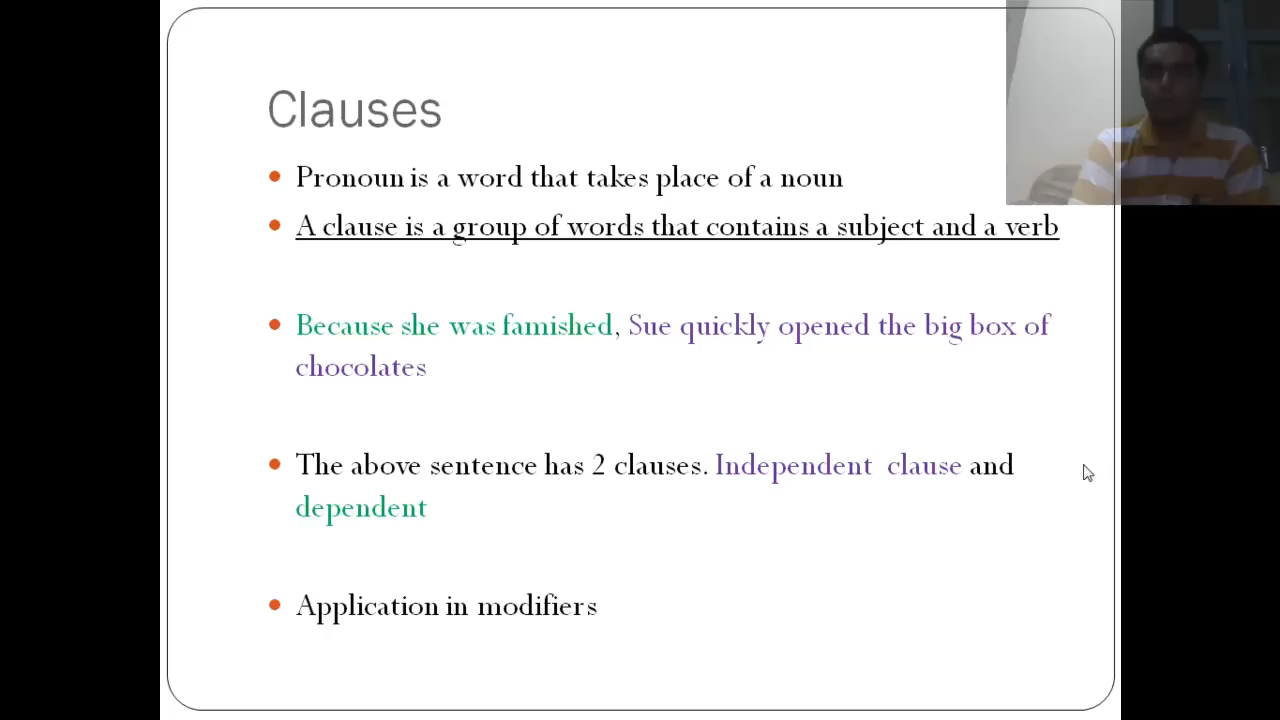 Clauses
Pronoun is a word that takes place of a noun
A clause is a group of words that contains a subject and a verb
Because she was famished, Sue quickly opened the big box of
chocolates
The above sentence has 2 clauses. Independent clause and
dependent
Application in modifiers